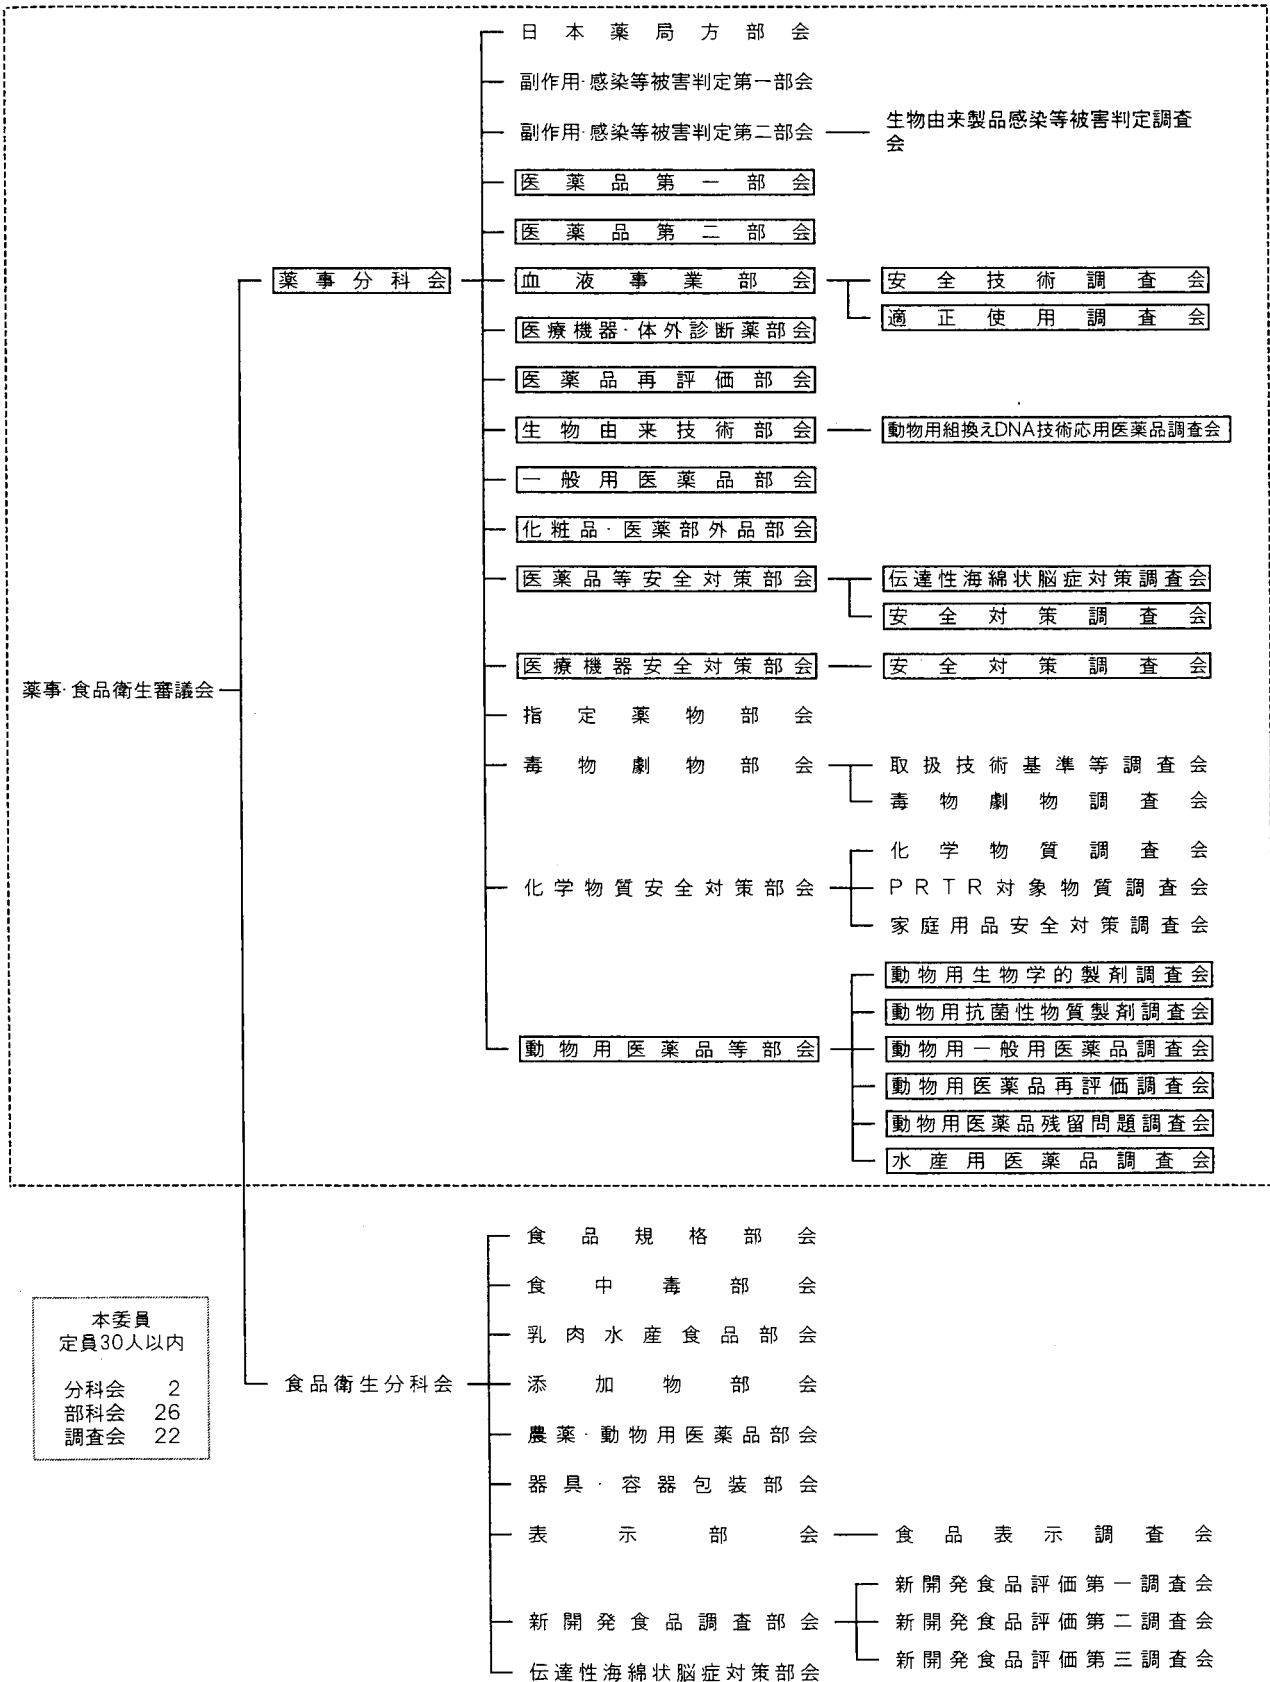 日本薬局方部会
副作用・感染等被害判定第一部会
副作用・感染等被害判定第二部会
生物由来製品感染等被害判定調査
会
医薬品第一部会
医薬品第二部会
薬事分科会
血液事業部会
安全技術調査会
適正使用調査会
医療機器・体外診断薬部会
医薬品再評価部会
生物由来技術部会
動物用組換えDNA技術応用医薬品調査会
一般用医薬品部会
化粧品・医薬部外品部会
医薬品等安全対策部会
伝達性海綿状脳症対策調査会
安全対策調査会
医療機器安全対策部会
安全対策調査会
薬事・食品衛生審議会
指定薬物部会
毒物劇物部会
取扱技術基準等調査会
毒物劇物調査会
化学物質安全対策部会
化学物質調査会
PRTR対象物質調査会
家庭用品安全対策調査会
動物用医薬品等部会
動物用生物学的製剤調査会
動物用抗菌性物質製剤調査会
動物用一般用医薬品調査会
動物用医薬品再評価調査会
動物用医薬品残留問題調査会
水産用医薬品調査会
食品規格部会
食中毒部会
乳肉水産食品部会
食品衛生分科会
添加物部会
農薬・動物用医薬品部会
器具・容器包装部会
表示部会
食品表示調査会
新開発食品調査部会
新開発食品評価第一調査会
新開発食品評価第二調査会
新開発食品評価第三調査会
伝達性海綿状脳症対策部会
本委員
定員30人以内
分科会 2
部科会 26
調査会 22